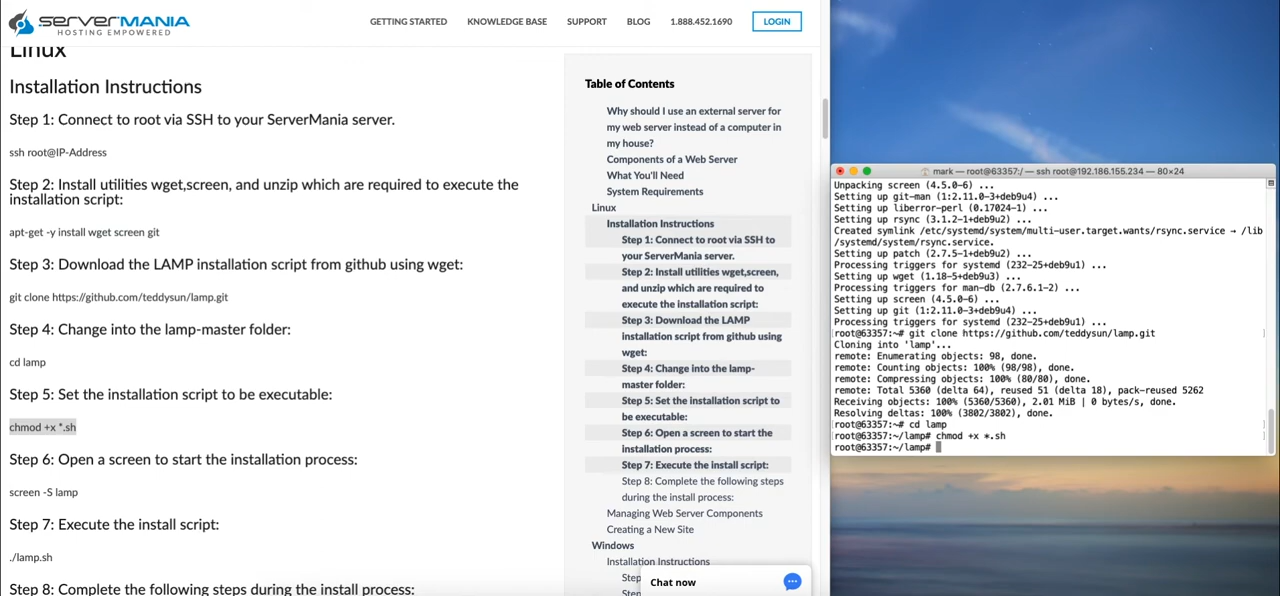 serverMANIA
HOSTING EMPOWERED
GETTING STARTED KNOWLEDGE BASE SUPPORT BLOG 1.888.452.1690 LOGIN
Linux
Installation Instructions
Step 1: Connect to root via SSH to your ServerMania server.
ssh root@IP-Address
Step 2: Install utilities wget,screen, and unzip which are required to execute the
installation script:
apt-get -y install wget screen git
Step 3: Download the LAMP installation script from github using wget:
git clone https://github.com/teddysun/lamp.git
Step 4: Change into the lamp-master folder:
cd lamp
Step 5: Set the installation script to be executable:
chmod +x *.sh
Step 6: Open a screen to start the installation process:
screen -S lamp
Step 7: Execute the install script:
./lamp.sh
Step 8: Complete the following steps during the install process:
Table of Contents
Why should I use an external server for
my web server instead of a computer in
my house?
Components of a Web Server
What You'll Need
System Requirements
Linux
Installation Instructions
Step 1: Connect to root via SSH to
your ServerMania server.
Step 2: Install utilities wget,screen,
and unzip which are required to
execute the installation script:
Step 3: Download the LAMP
installation script from github using
wget:
Step 4: Change into the lamp-
master folder:
Step 5: Set the installation script to
be executable:
Step 6: Open a screen to start the
installation process:
Step 7: Execute the install script:
Step 8: Complete the following steps
during the install process:
Managing Web Server Components
Creating a New Site
Windows
Installation Instructions
Step
Step
Chat now
mark — root@63357:/ — ssh root@192.186.155.234 — 80×24
Unpacking screen (4.5.0-6) ...
Setting up git-man (1:2.11.0-3+deb9u4) ...
Setting up liberror-perl (0.17024-1) ...
Setting up rsync (3.1.2-1+deb9u2) ...
Created symlink /etc/systemd/system/multi-user.target.wants/rsync.service → /lib
/systemd/system/rsync.service.
Setting up patch (2.7.5-1+deb9u2) ...
Processing triggers for systemd (232-25+deb9u1) ...
Setting up wget (1.18-5+deb9u3) ...
Processing triggers for man-db (2.7.6.1-2) ...
Setting up screen (4.5.0-6) ...
Setting up git (1:2.11.0-3+deb9u4) ...
Processing triggers for systemd (232-25+deb9u1) ...
[root@63357:~# git clone https://github.com/teddysun/lamp.git ]
Cloning into 'lamp'...
remote: Enumerating objects: 98, done.
remote: Counting objects: 100% (98/98), done.
remote: Compressing objects: 100% (80/80), done.
remote: Total 5360 (delta 64), reused 51 (delta 18), pack-reused 5262
Receiving objects: 100% (5360/5360), 2.01 MiB | 0 bytes/s, done.
Resolving deltas: 100% (3802/3802), done.
[root@63357:~# cd lamp ]
[root@63357:~/lamp# chmod +x *.sh ]
root@63357:~/lamp#